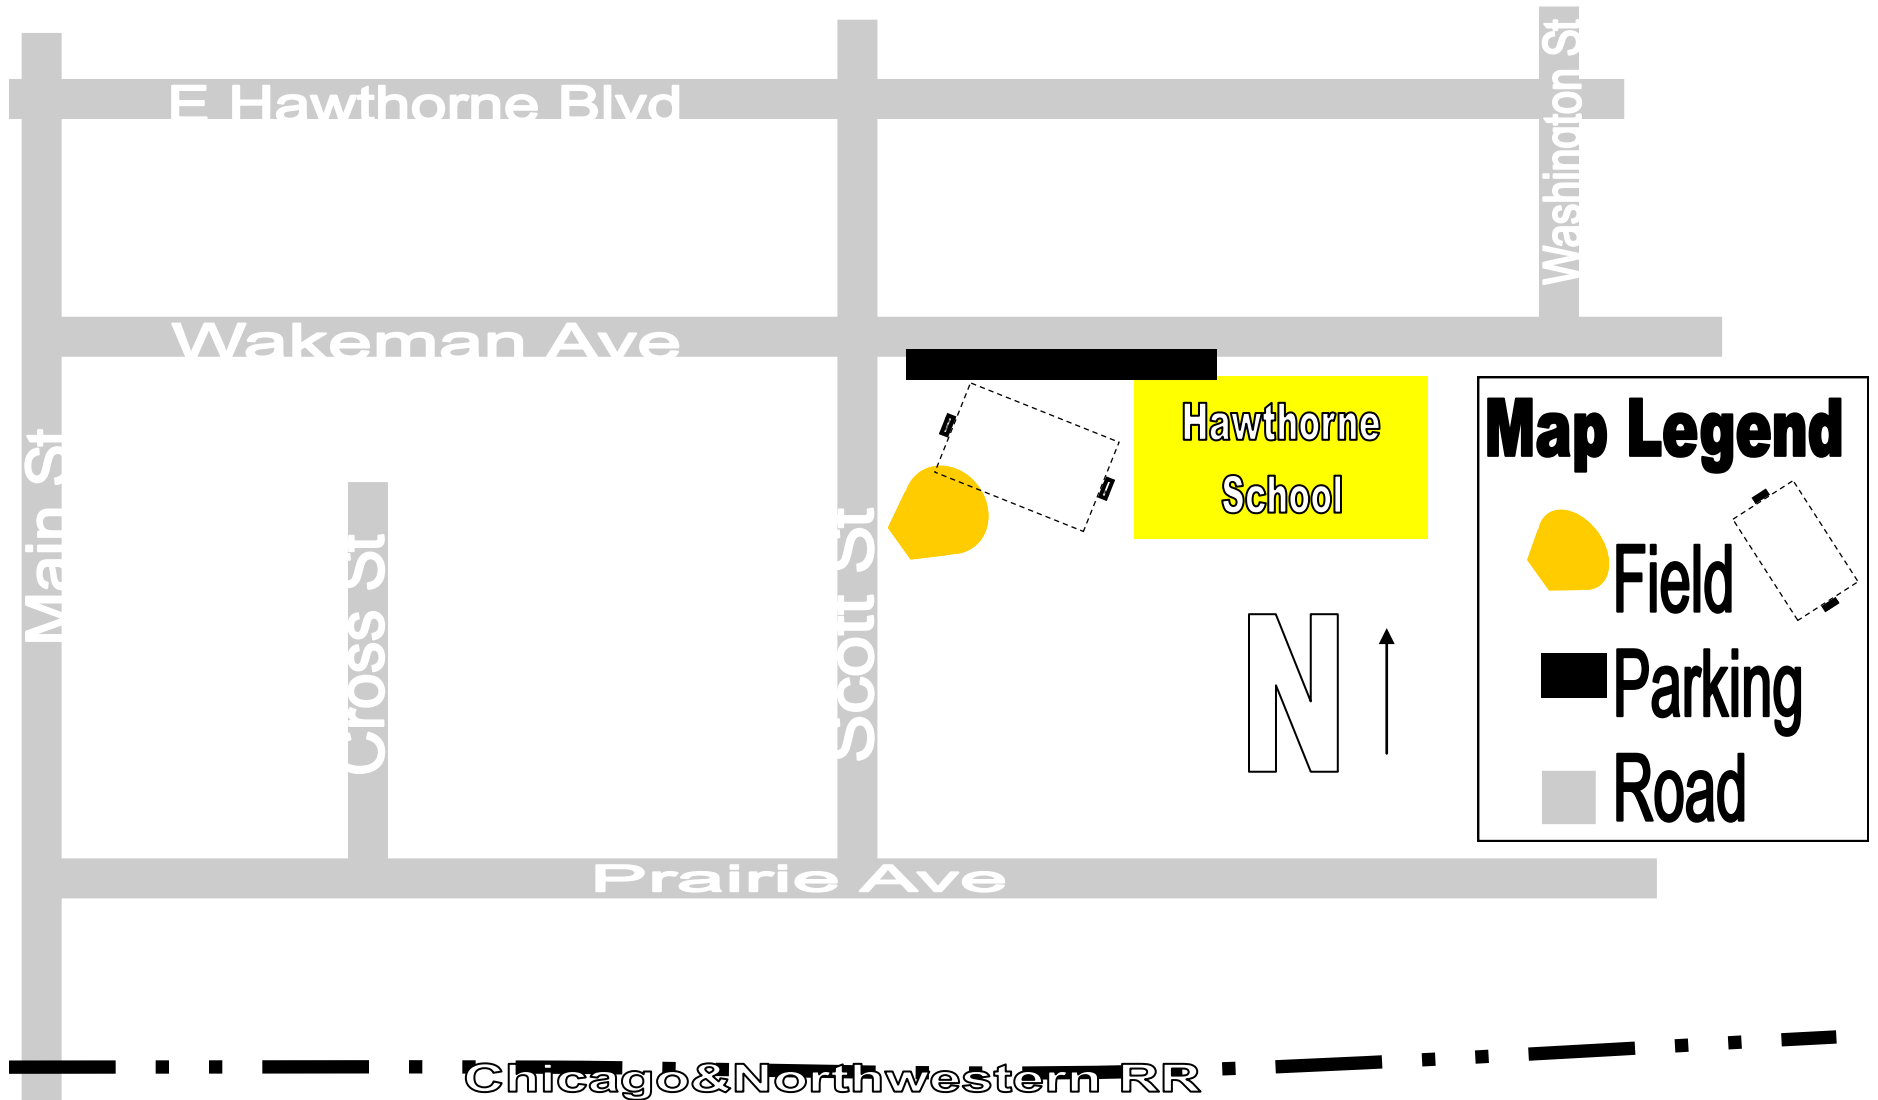 E Hawthorne Blvd
Washington St
Wakeman Ave
Main St
Cross St
Scott St
Hawthorne
School
N
Map Legend
Field
Parking
Road
Prairie Ave
Chicago&Northwestern RR